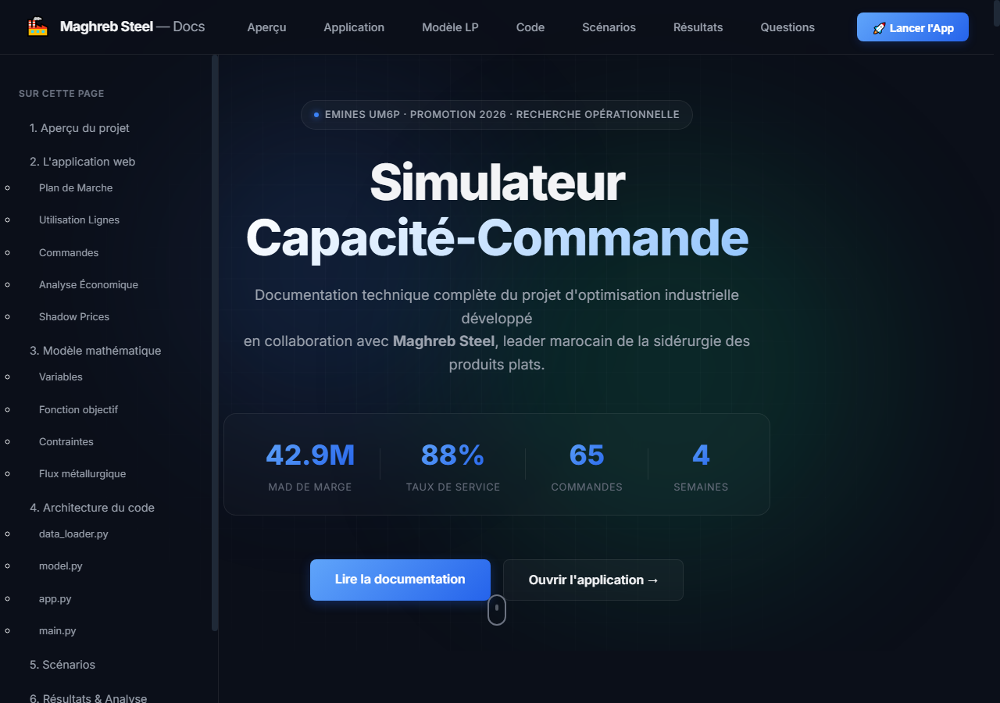 Maghreb Steel — Docs
Aperçu
Application
Modèle LP
Code
Scénarios
Résultats
Questions
🚀 Lancer l'App
SUR CETTE PAGE
1. Aperçu du projet
2. L'application web
Plan de Marche
Utilisation Lignes
Commandes
Analyse Économique
Shadow Prices
3. Modèle mathématique
Variables
Fonction objectif
Contraintes
Flux métallurgique
4. Architecture du code
data_loader.py
model.py
app.py
main.py
5. Scénarios
6. Résultats & Analyse
EMINES UM6P · PROMOTION 2026 · RECHERCHE OPÉRATIONNELLE
Simulateur
Capacité-Commande
Documentation technique complète du projet d'optimisation industrielle
développé
en collaboration avec Maghreb Steel, leader marocain de la sidérurgie des
produits plats.
42.9M
MAD DE MARGE
88%
TAUX DE SERVICE
65
COMMANDES
4
SEMAINES
Lire la documentation
Ouvrir l'application →